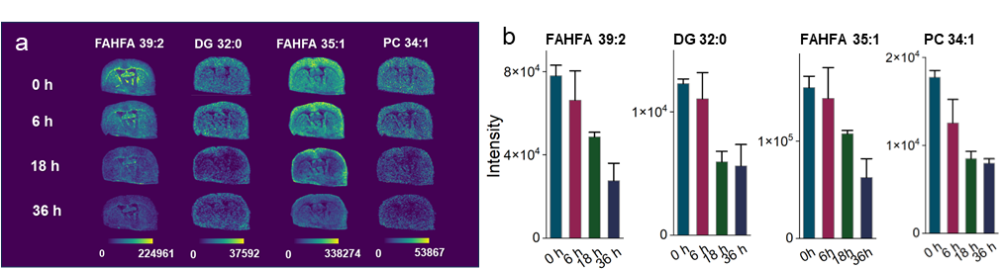 a
FAHFA 39:2 DG 32:0 FAHFA 35:1 PC 34:1
0 h
6 h
18 h
36 h
0 224961 0 37592 0 338274 0 53867
b
FAHFA 39:2 DG 32:0 FAHFA 35:1 PC 34:1
Intensity
8×10⁴
4×10⁴
0
0 h 6 h 18 h 36 h
1×10⁴
0
0 h 6 h 18 h 36 h
1×10⁵
0
0h 6h 18h 36h
2×10⁴
1×10⁴
0
0 h 6 h 18 h 36 h